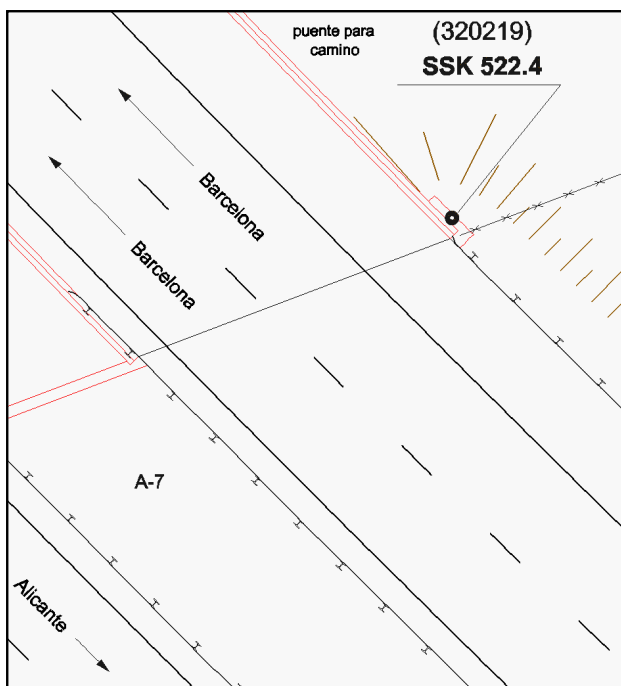 puente para
camino
(320219)
SSK 522.4
Barcelona
Barcelona
A-7
Alicante